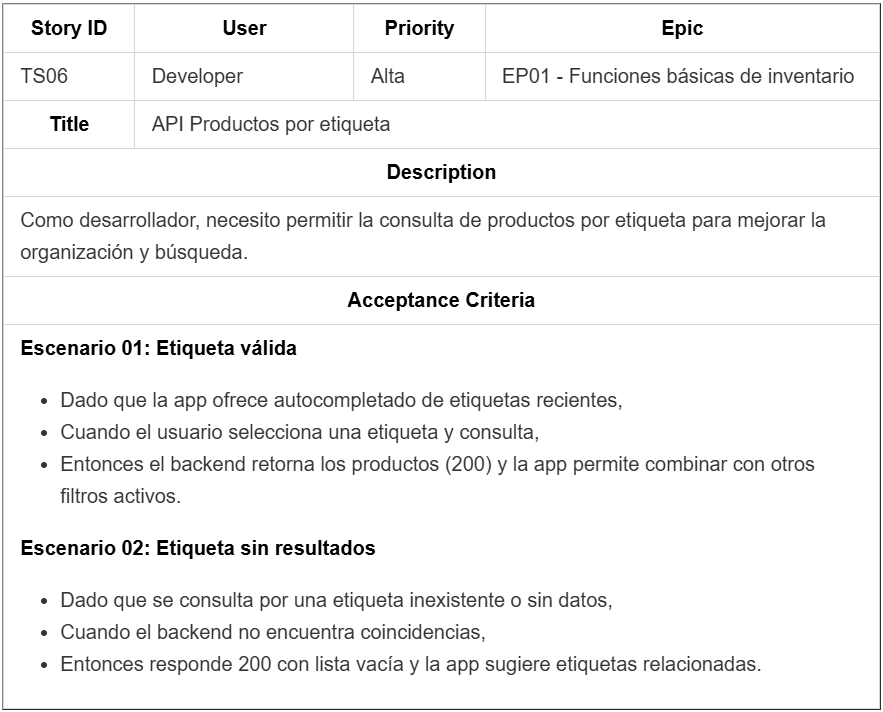 Story ID User Priority Epic
TS06 Developer Alta EP01 - Funciones básicas de inventario
Title API Productos por etiqueta
Description
Como desarrollador, necesito permitir la consulta de productos por etiqueta para mejorar la
organización y búsqueda.
Acceptance Criteria
Escenario 01: Etiqueta válida
• Dado que la app ofrece autocompletado de etiquetas recientes,
• Cuando el usuario selecciona una etiqueta y consulta,
• Entonces el backend retorna los productos (200) y la app permite combinar con otros
filtros activos.
Escenario 02: Etiqueta sin resultados
• Dado que se consulta por una etiqueta inexistente o sin datos,
• Cuando el backend no encuentra coincidencias,
• Entonces responde 200 con lista vacía y la app sugiere etiquetas relacionadas.